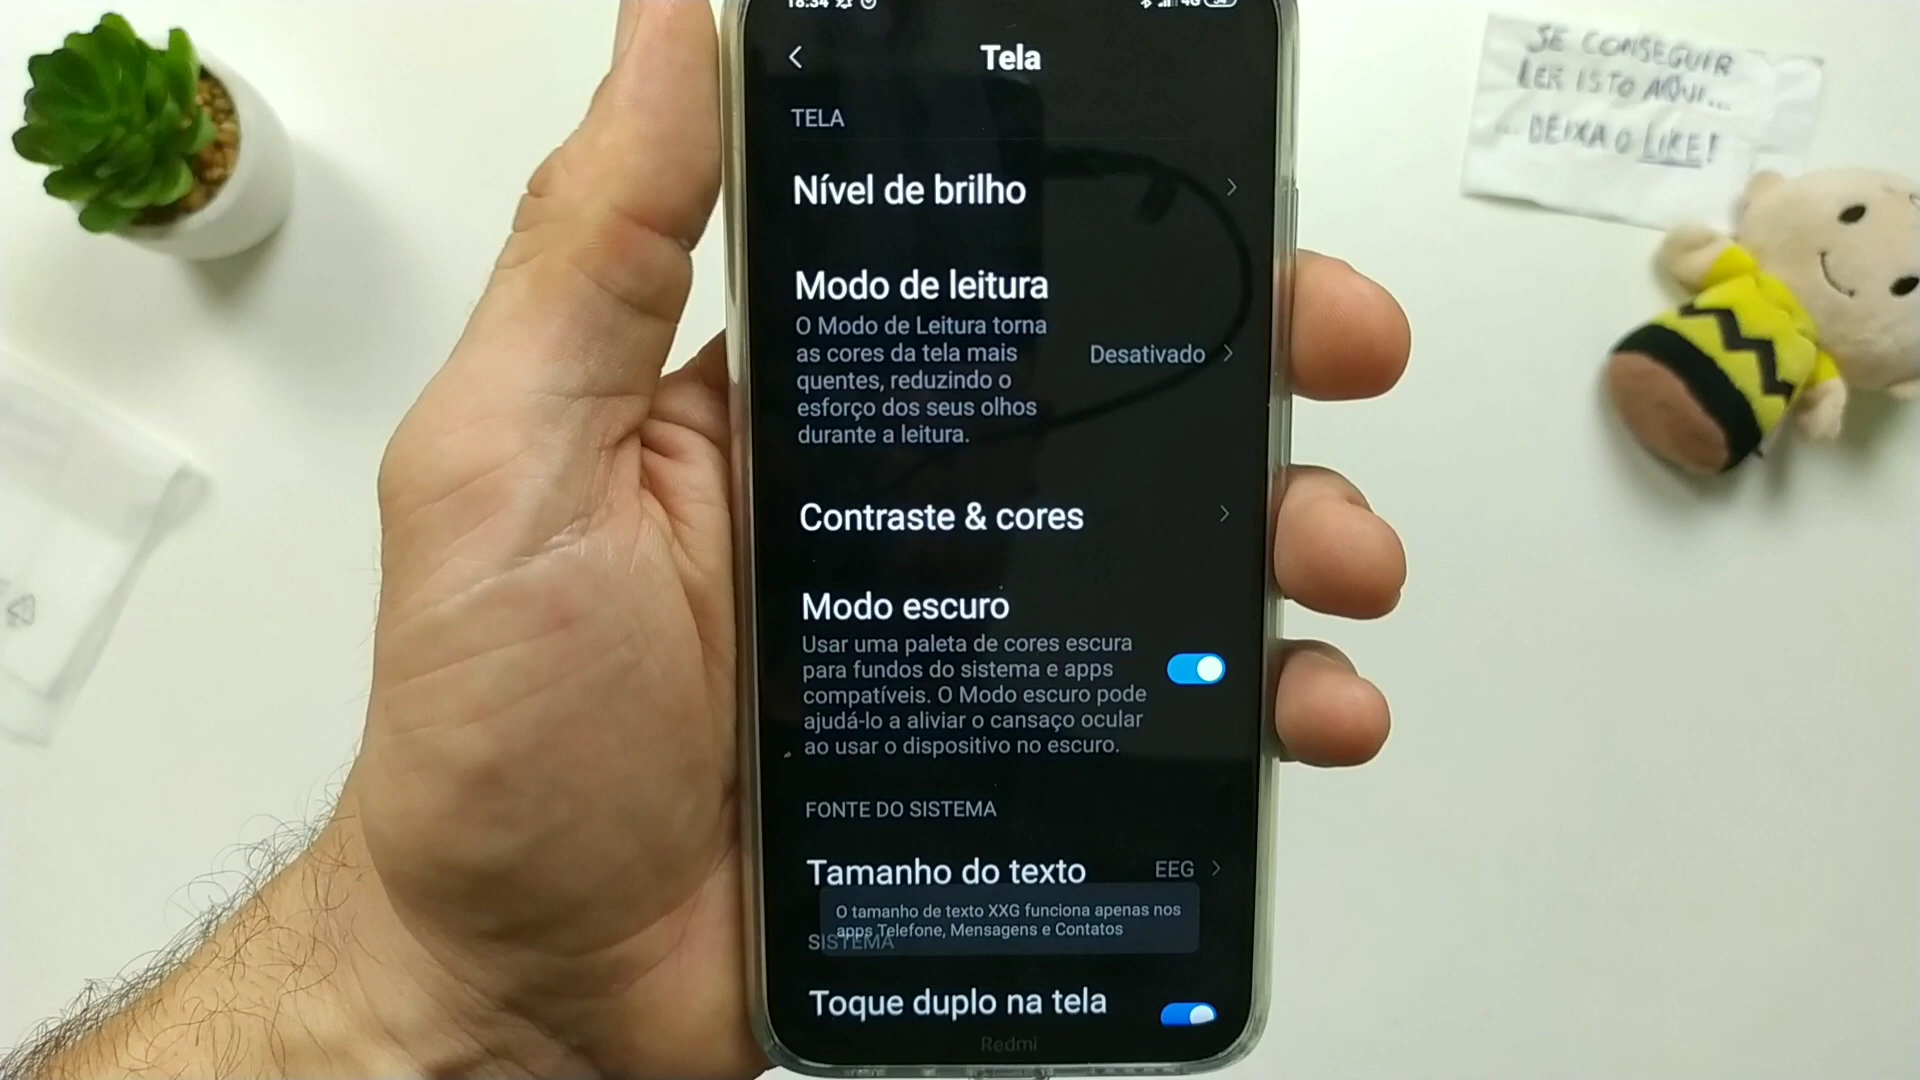 18:34
4G 54
Tela
TELA
Nível de brilho
Modo de leitura
O Modo de Leitura torna
as cores da tela mais
quentes, reduzindo o
esforço dos seus olhos
durante a leitura.
Desativado
Contraste & cores
Modo escuro
Usar uma paleta de cores escura
para fundos do sistema e apps
compatíveis. O Modo escuro pode
ajudá-lo a aliviar o cansaço ocular
ao usar o dispositivo no escuro.
FONTE DO SISTEMA
Tamanho do texto EEG
O tamanho de texto XXG funciona apenas nos
apps Telefone, Mensagens e Contatos
SISTEMA
Toque duplo na tela
Redmi
SE CONSEGUIR
LER ISTO AQUI...
... DEIXA O LIKE!